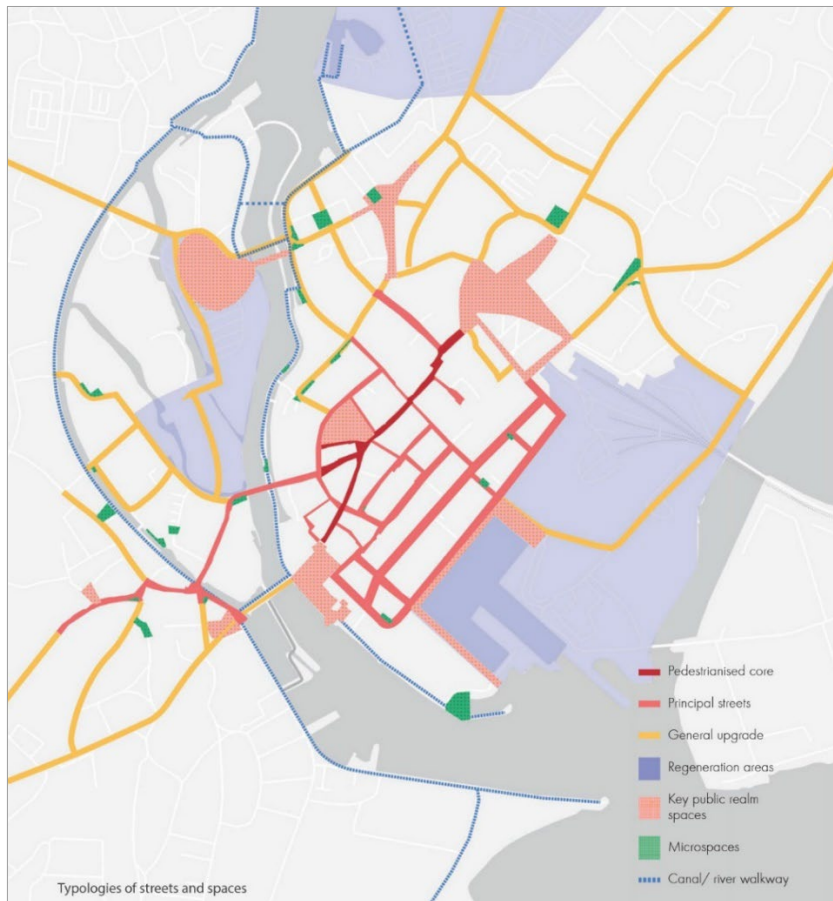 Pedestrianised core
Principal streets
General upgrade
Regeneration areas
Key public realm
spaces
Microspaces
Canal/ river walkway
Typologies of streets and spaces